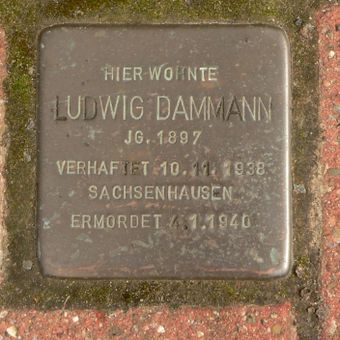 HIER WOHNTE
LUDWIG DAMMANN
JG. 1897
VERHAFTET 10. 11. 1938
SACHSENHAUSEN
ERMORDET 4.1.1940